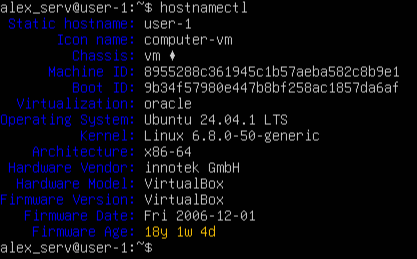 alex_serv@user-1:~$ hostnamectl
Static hostname: user-1
Icon name: computer-vm
Chassis: vm ♦
Machine ID: 8955288c361945c1b57aeba582c8b9e1
Boot ID: 9b34f57980e447b8bf258ac1857da6af
Virtualization: oracle
Operating System: Ubuntu 24.04.1 LTS
Kernel: Linux 6.8.0-50-generic
Architecture: x86-64
Hardware Vendor: innotek GmbH
Hardware Model: VirtualBox
Firmware Version: VirtualBox
Firmware Date: Fri 2006-12-01
Firmware Age: 18y 1w 4d
alex_serv@user-1:~$